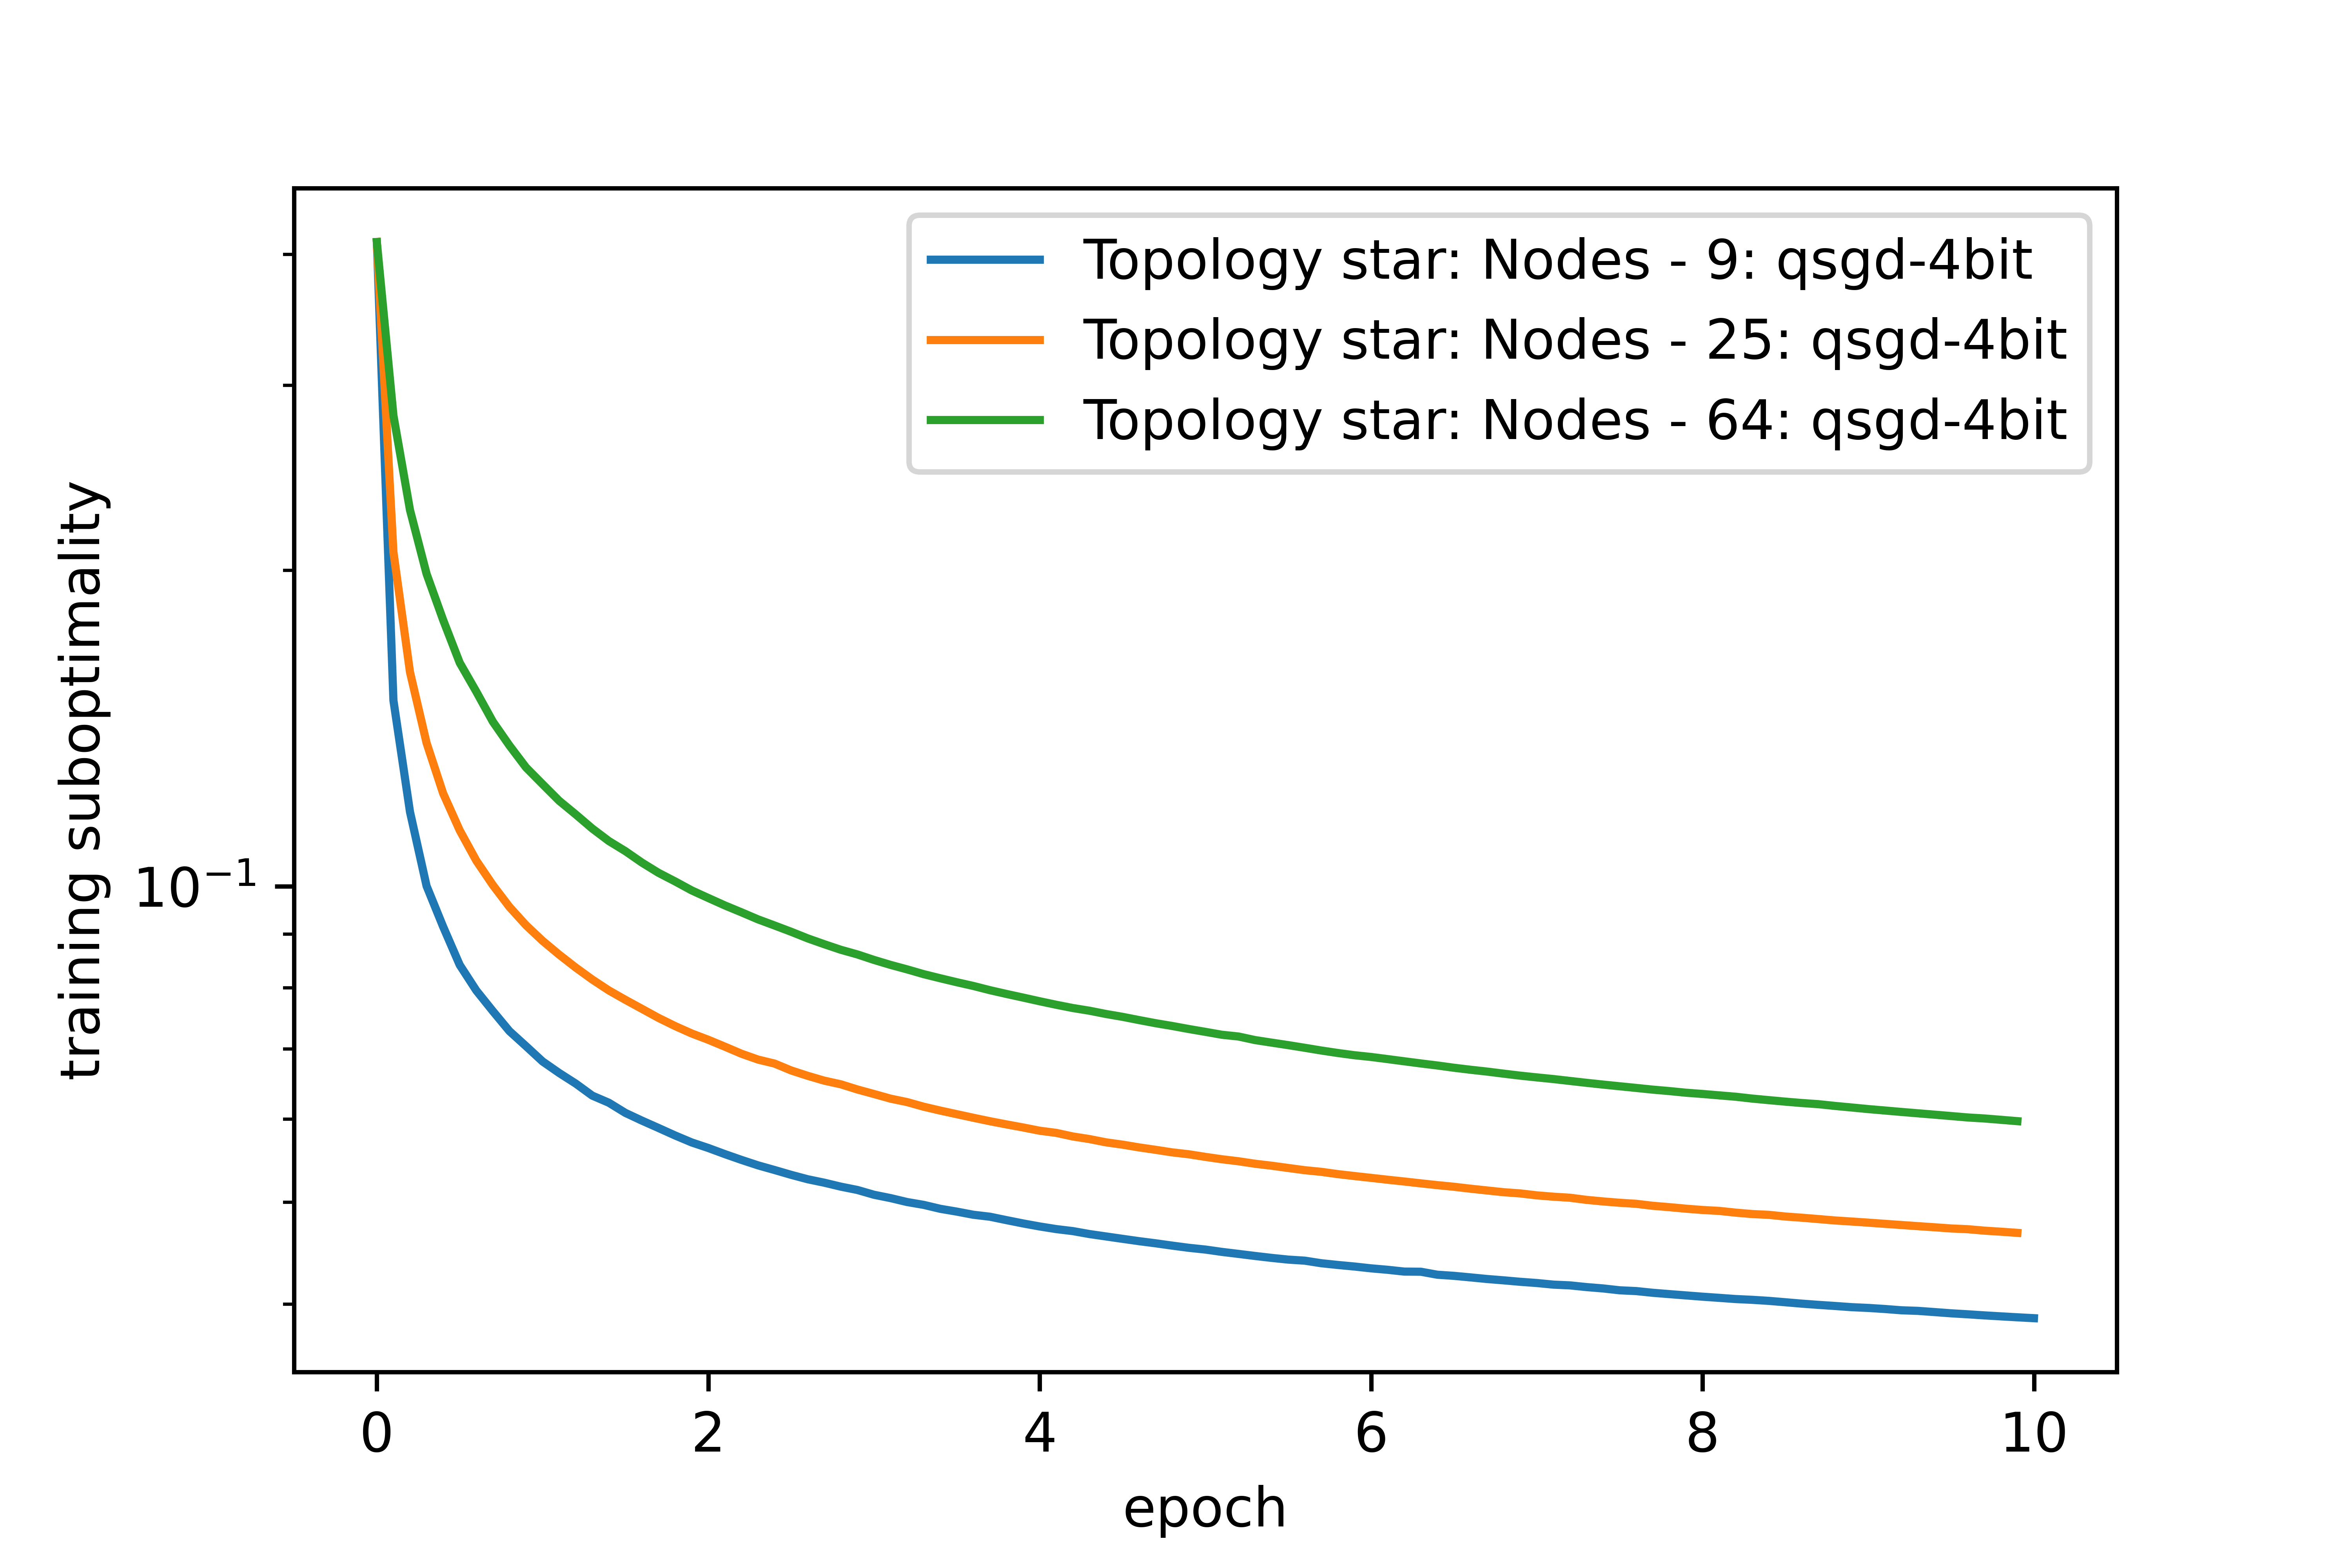 Topology star: Nodes - 9: qsgd-4bit
Topology star: Nodes - 25: qsgd-4bit
Topology star: Nodes - 64: qsgd-4bit
training suboptimality
10⁻¹
0 2 4 6 8 10
epoch